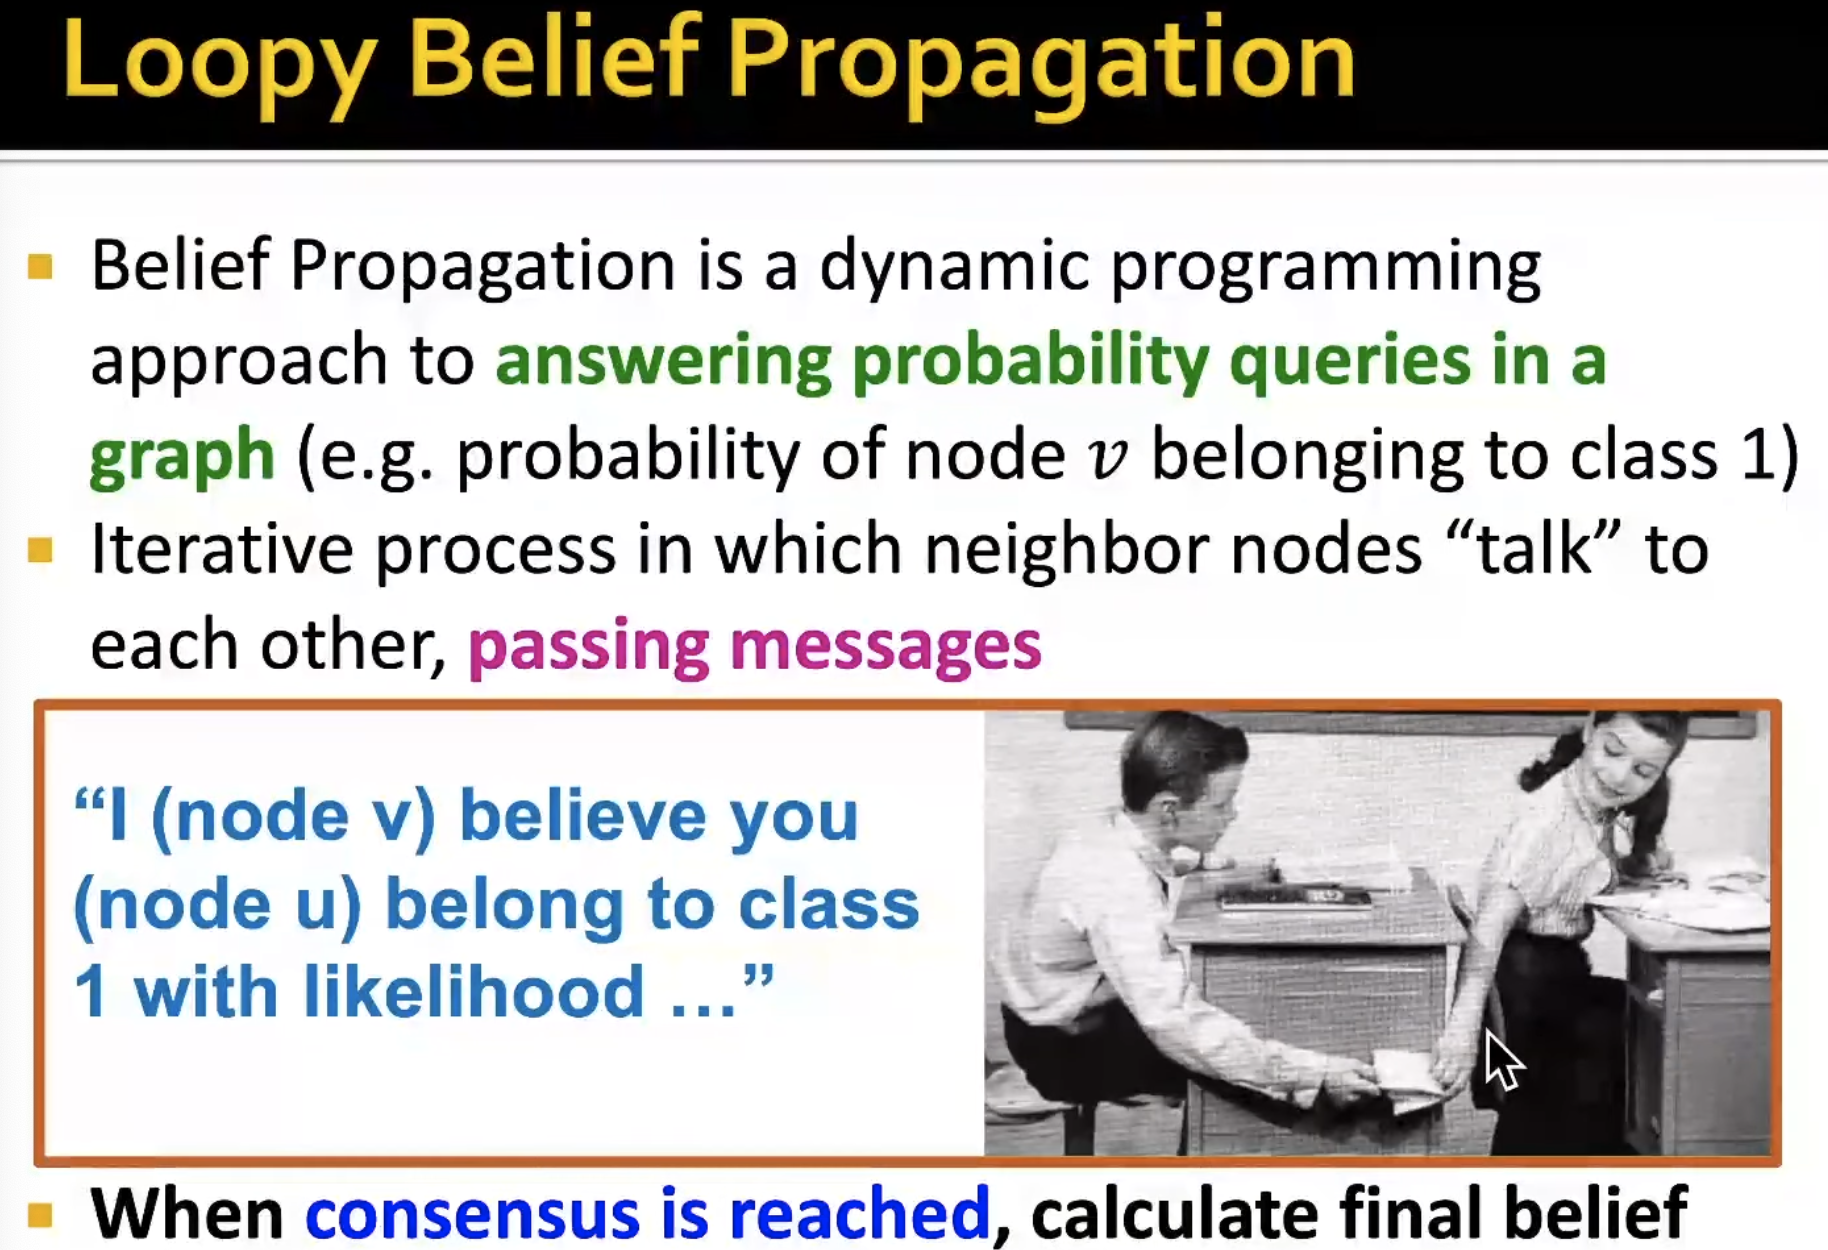 Loopy Belief Propagation
Belief Propagation is a dynamic programming
approach to answering probability queries in a
graph (e.g. probability of node v belonging to class 1)
Iterative process in which neighbor nodes “talk” to
each other, passing messages
“I (node v) believe you
(node u) belong to class
1 with likelihood ...”
When consensus is reached, calculate final belief